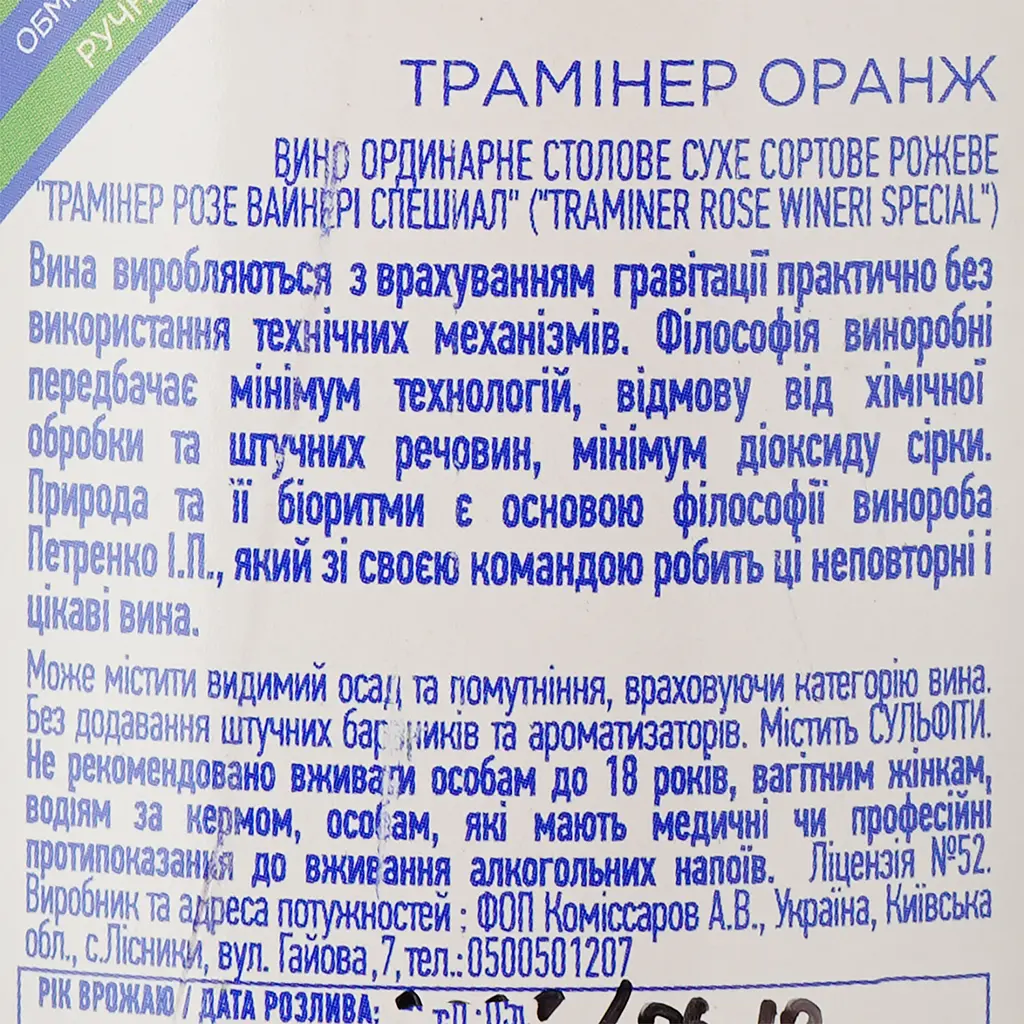 РУЧН
ТРАМІНЕР ОРАНЖ
ВИНО ОРДИНАРНЕ СТОЛОВЕ СУХЕ СОРТОВЕ РОЖЕВЕ
"ТРАМІНЕР РОЗЕ ВАЙНЕРІ СПЕШИАЛ" ("TRAMINER ROSE WINERI SPECIAL")
Вина виробляються з врахуванням гравітації практично без
використання технічних механізмів. Філософія виноробні
передбачає мінімум технологій, відмову від хімічної
обробки та штучних речовин, мінімум діоксиду сірки.
Природа та її біоритми є основою філософії винороба
Петренко І.П., який зі своєю командою робить ці неповторні і
цікаві вина.
Може містити видимий осад та помутніння, враховуючи категорію вина.
Без додавання штучних барвників та ароматизаторів. Містить СУЛЬФІТИ.
Не рекомендовано вживати особам до 18 років, вагітним жінкам,
водіям за кермом, особам, які мають медичні чи професійні
протипоказання до вживання алкогольних напоїв. Ліцензія №52.
Виробник та адреса потужностей : ФОП Коміссаров А.В., Україна, Київська
обл., с.Лісники, вул. Гайова,7,тел.:0500501207
РІК ВРОЖАЮ / ДАТА РОЗЛИВА: